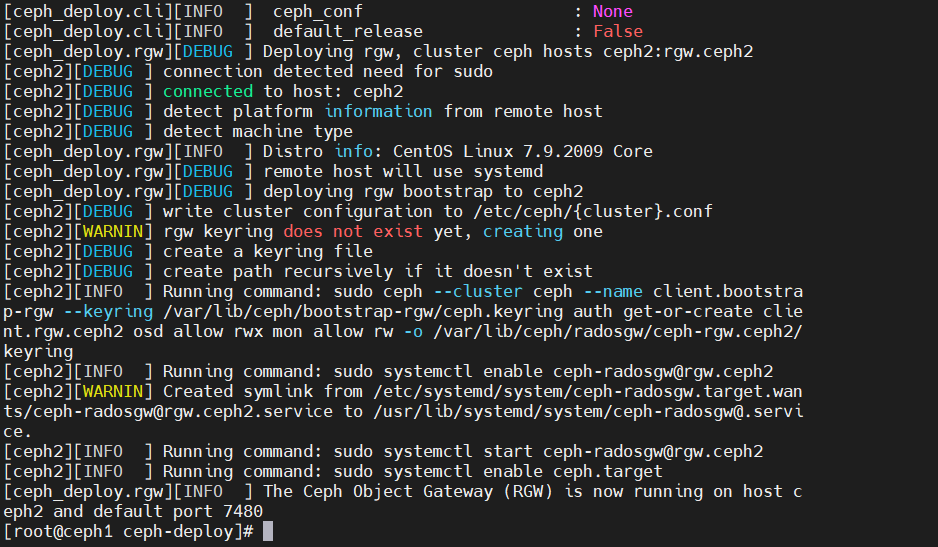 [ceph_deploy.cli][INFO  ]  ceph_conf                     : None
[ceph_deploy.cli][INFO  ]  default_release               : False
[ceph_deploy.rgw][DEBUG ] Deploying rgw, cluster ceph hosts ceph2:rgw.ceph2
[ceph2][DEBUG ] connection detected need for sudo
[ceph2][DEBUG ] connected to host: ceph2
[ceph2][DEBUG ] detect platform information from remote host
[ceph2][DEBUG ] detect machine type
[ceph_deploy.rgw][INFO  ] Distro info: CentOS Linux 7.9.2009 Core
[ceph_deploy.rgw][DEBUG ] remote host will use systemd
[ceph_deploy.rgw][DEBUG ] deploying rgw bootstrap to ceph2
[ceph2][DEBUG ] write cluster configuration to /etc/ceph/{cluster}.conf
[ceph2][WARNIN] rgw keyring does not exist yet, creating one
[ceph2][DEBUG ] create a keyring file
[ceph2][DEBUG ] create path recursively if it doesn't exist
[ceph2][INFO  ] Running command: sudo ceph --cluster ceph --name client.bootstra
p-rgw --keyring /var/lib/ceph/bootstrap-rgw/ceph.keyring auth get-or-create clie
nt.rgw.ceph2 osd allow rwx mon allow rw -o /var/lib/ceph/radosgw/ceph-rgw.ceph2/
keyring
[ceph2][INFO  ] Running command: sudo systemctl enable ceph-radosgw@rgw.ceph2
[ceph2][WARNIN] Created symlink from /etc/systemd/system/ceph-radosgw.target.wan
ts/ceph-radosgw@rgw.ceph2.service to /usr/lib/systemd/system/ceph-radosgw@.servi
ce.
[ceph2][INFO  ] Running command: sudo systemctl start ceph-radosgw@rgw.ceph2
[ceph2][INFO  ] Running command: sudo systemctl enable ceph.target
[ceph_deploy.rgw][INFO  ] The Ceph Object Gateway (RGW) is now running on host c
eph2 and default port 7480
[root@ceph1 ceph-deploy]#